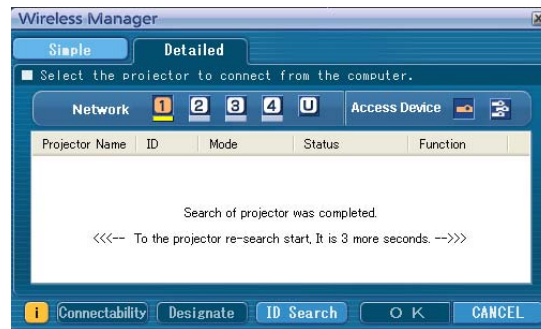 Wireless Manager
Simple Detailed
Select the projector to connect from the computer.
Network 1 2 3 4 U Access Device
Projector Name ID Mode Status Function
Search of projector was completed.
<<<-- To the projector re-search start, It is 3 more seconds. -->>>
i Connectability Designate ID Search O K CANCEL